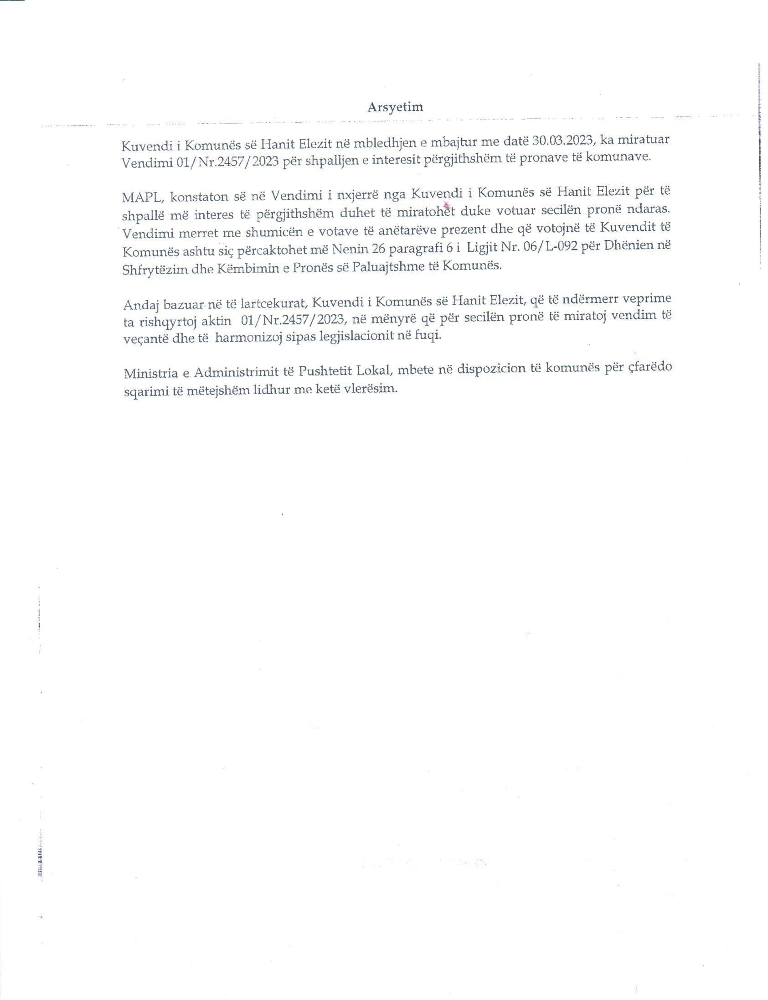 Arsyetim
Kuvendi i Komunës së Hanit Elezit në mbledhjen e mbajtur me datë 30.03.2023, ka miratuar
Vendimi 01/Nr.2457/2023 për shpalljen e interesit përgjithshëm të pronave të komunave.
MAPL, konstaton së në Vendimi i nxjerrë nga Kuvendi i Komunës së Hanit Elezit për të
shpallë më interes të përgjithshëm duhet të miratohet duke votuar secilën pronë ndaras.
Vendimi merret me shumicën e votave të anëtarëve prezent dhe që votojnë të Kuvendit të
Komunës ashtu siç përcaktohet më Nenin 26 paragrafi 6 i Ligjit Nr. 06/L-092 për Dhënien në
Shfrytëzim dhe Këmbimin e Pronës së Paluajtshme të Komunës.
Andaj bazuar në të lartcekurat, Kuvendi i Komunës së Hanit Elezit, që të ndërmerr veprime
ta rishqyrtoj aktin 01/Nr.2457/2023, në mënyrë që për secilën pronë të miratoj vendim të
veçantë dhe të harmonizoj sipas legjislacionit në fuqi.
Ministria e Administrimit të Pushtetit Lokal, mbete në dispozicion të komunës për çfarëdo
sqarimi të mëtejshëm lidhur me ketë vlerësim.